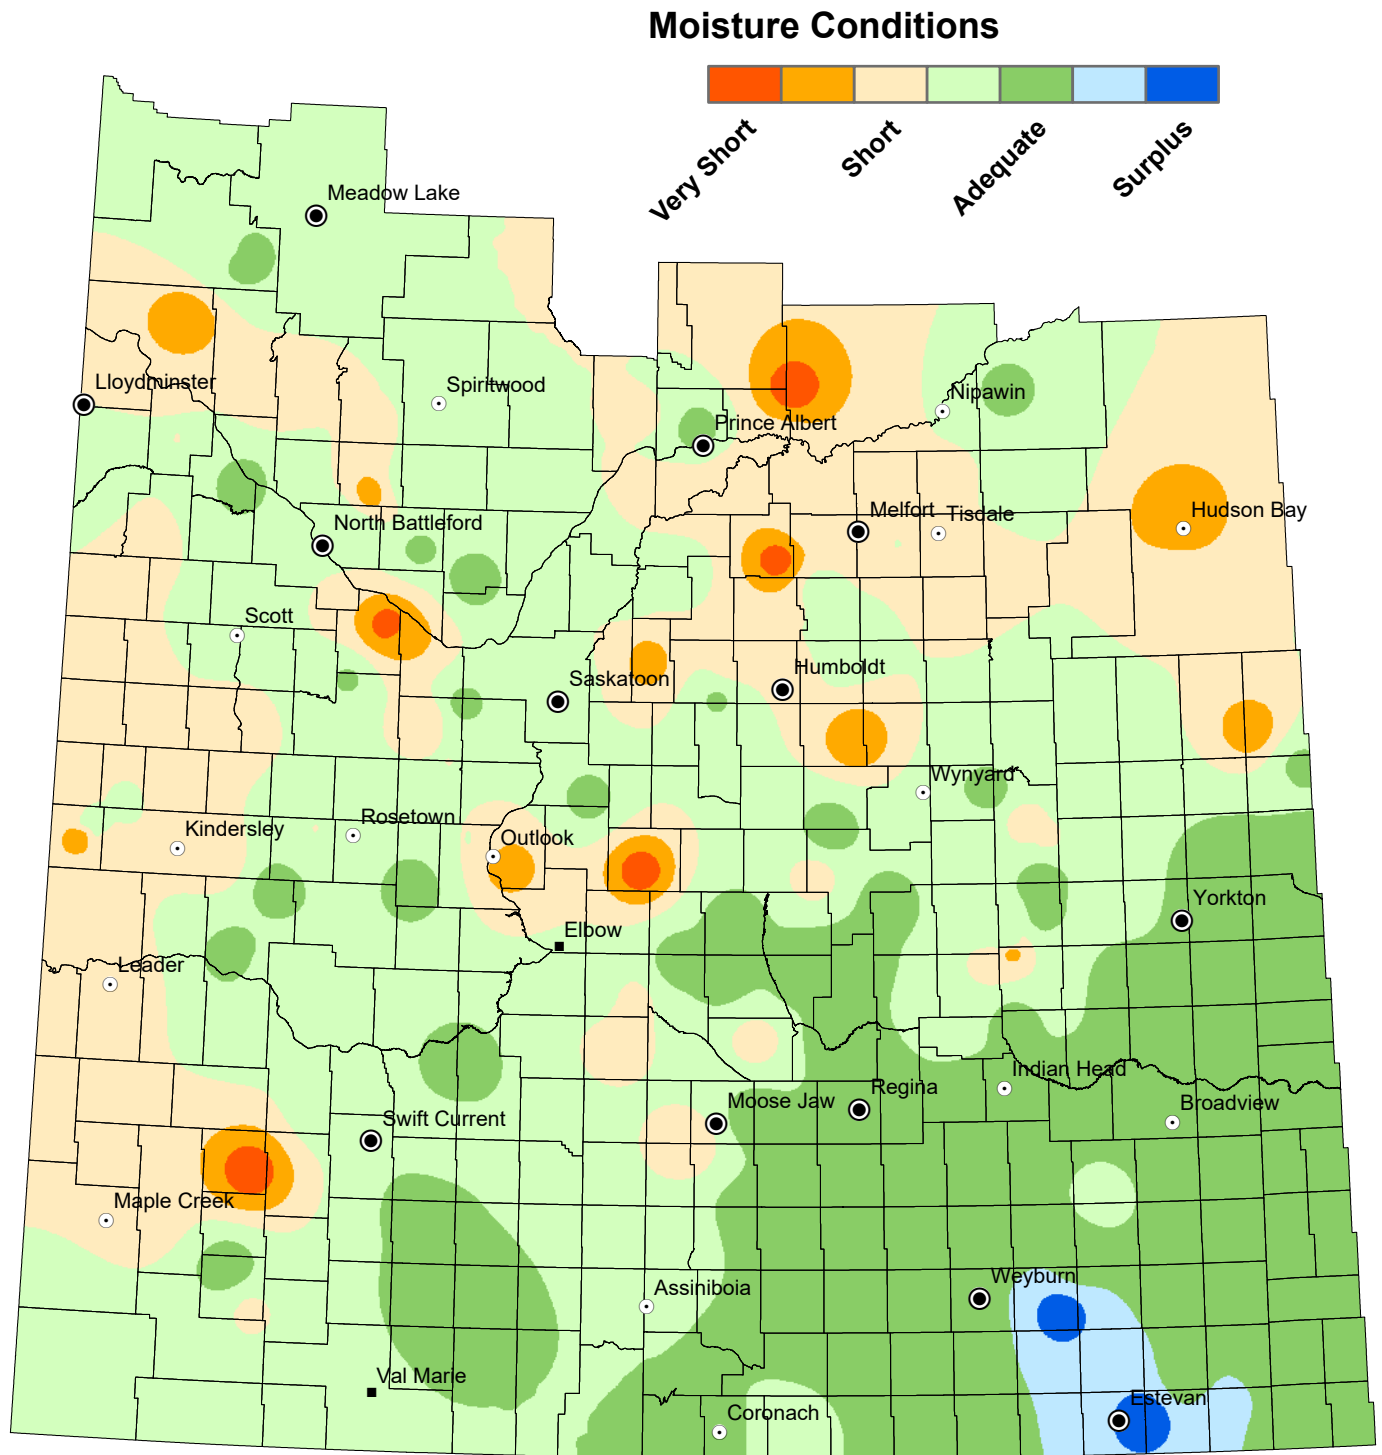 Moisture Conditions
Very Short
Short
Adequate
Surplus
Meadow Lake
Lloydminster
Spiritwood
Nipawin
Prince Albert
Hudson Bay
Melfort
Tisdale
North Battleford
Scott
Humboldt
Saskatoon
Wynyard
Rosetown
Kindersley
Outlook
Yorkton
Elbow
Leader
Indian Head
Regina
Moose Jaw
Broadview
Swift Current
Maple Creek
Weyburn
Assiniboia
Val Marie
Estevan
Coronach